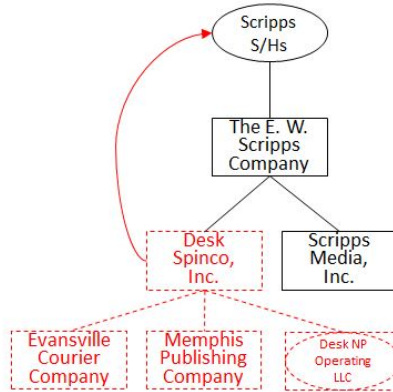 Scripps
S/Hs
The E. W.
Scripps
Company
Desk
Spinco,
Inc.
Scripps
Media,
Inc.
Evansville
Courier
Company
Memphis
Publishing
Company
Desk NP
Operating
LLC